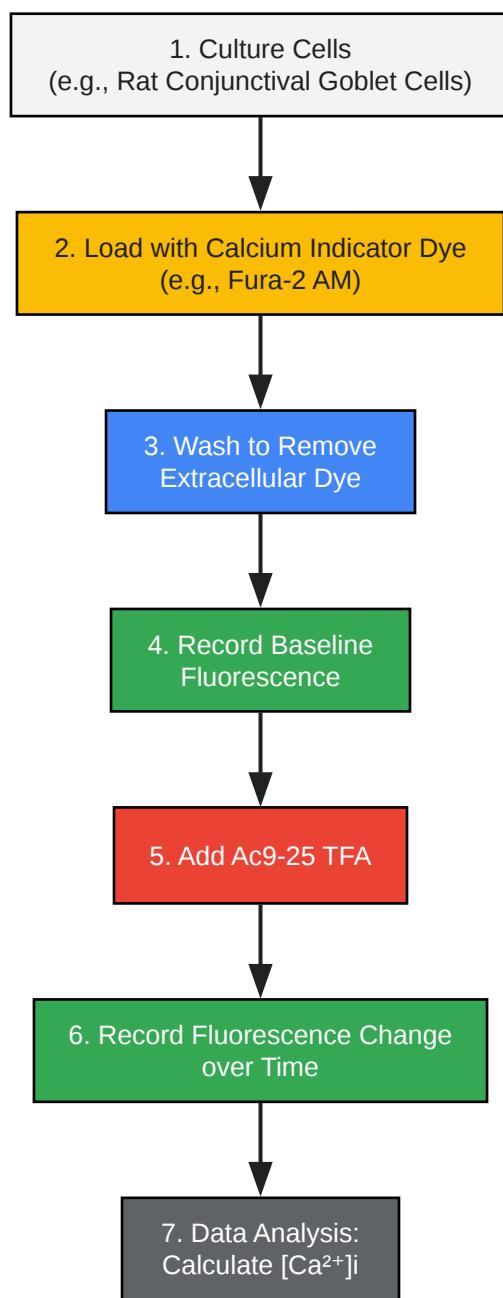 1. Culture Cells
(e.g., Rat Conjunctival Goblet Cells)
2. Load with Calcium Indicator Dye
(e.g., Fura-2 AM)
3. Wash to Remove
Extracellular Dye
4. Record Baseline
Fluorescence
5. Add Ac9-25 TFA
6. Record Fluorescence Change
over Time
7. Data Analysis:
Calculate [Ca²⁺]i